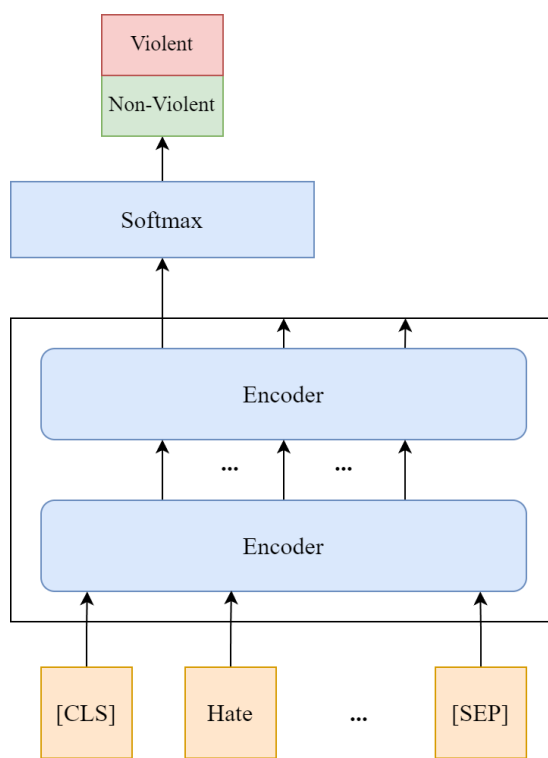 Violent
Non-Violent
Softmax
Encoder
... ...
Encoder
[CLS] Hate ... [SEP]